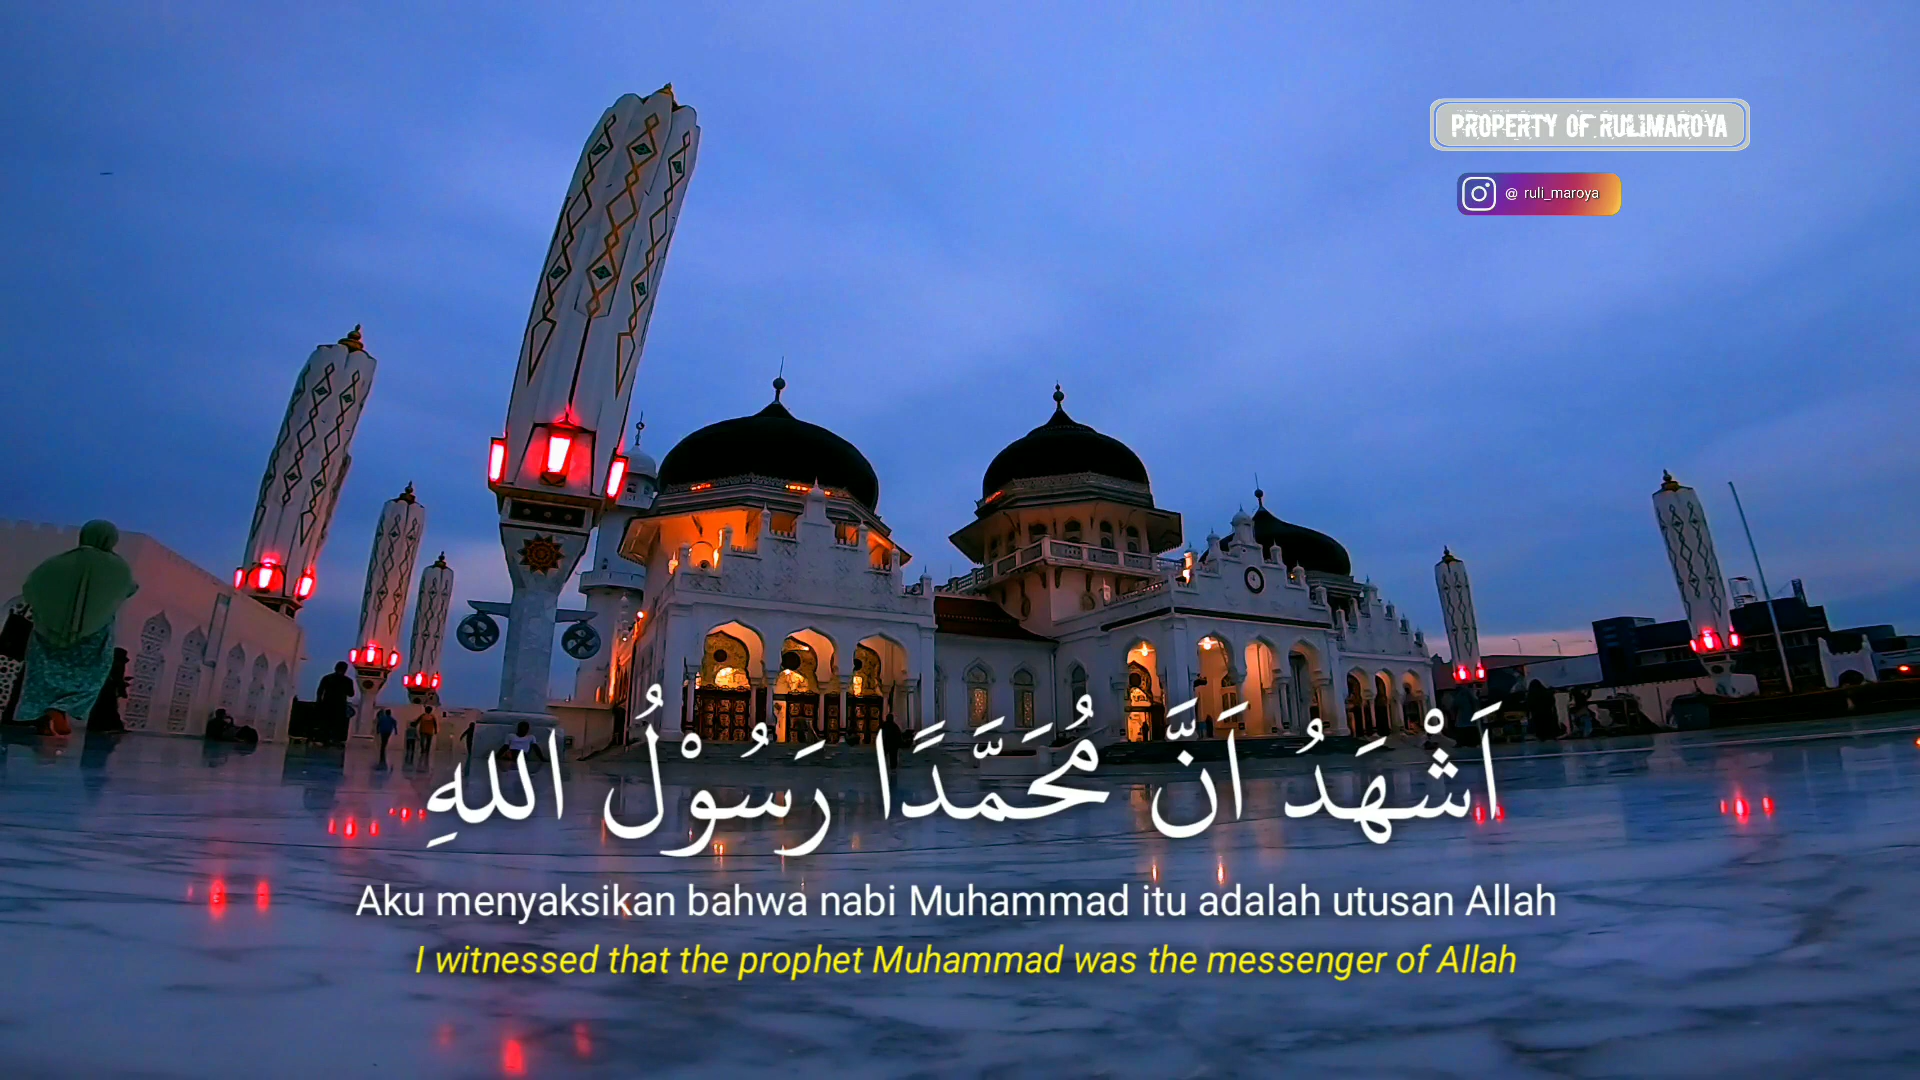 PROPERTY OF RULIMAROYA
@ ruli_maroya
اَشْهَدُ اَنَّ مُحَمَّدًا رَسُوْلُ اللهِ
Aku menyaksikan bahwa nabi Muhammad itu adalah utusan Allah
I witnessed that the prophet Muhammad was the messenger of Allah